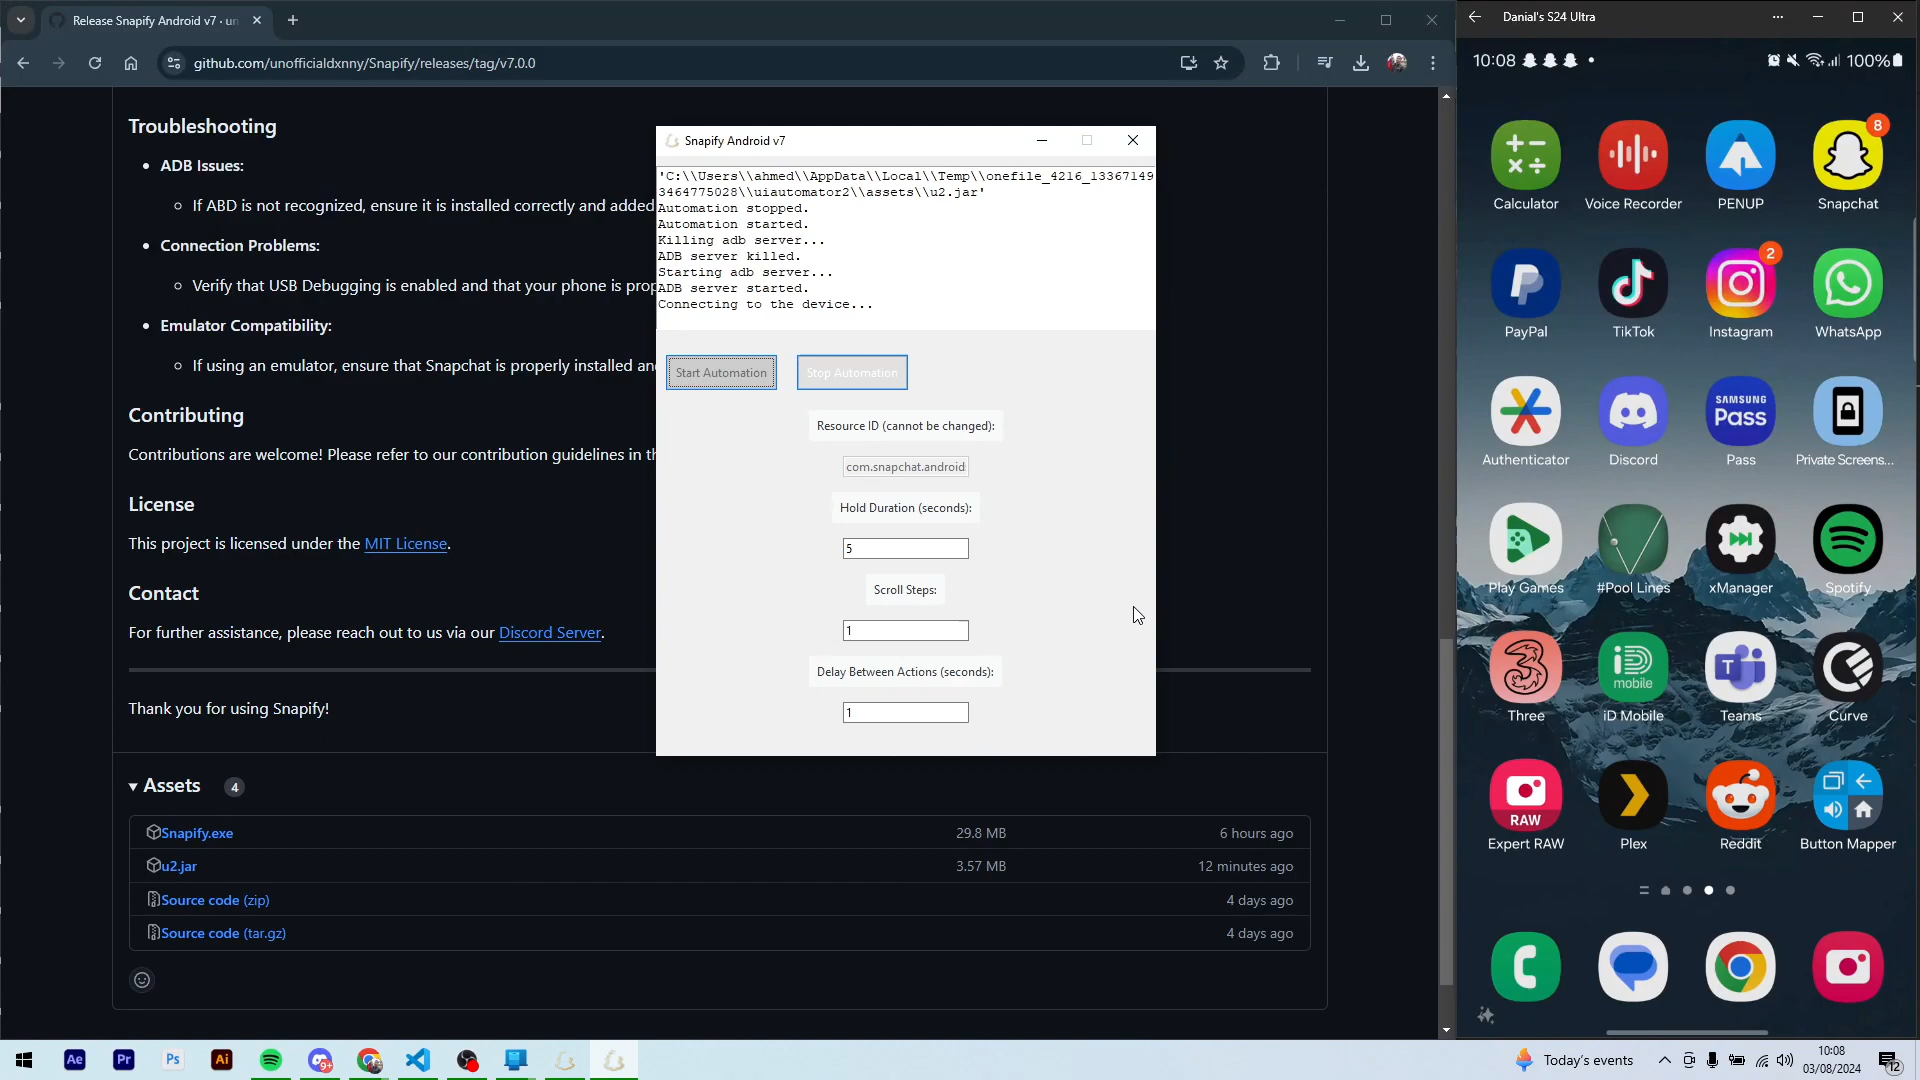 Release Snapify Android v7 · un
github.com/unofficialdxnny/Snapify/releases/tag/v7.0.0
Troubleshooting
ADB Issues:
If ABD is not recognized, ensure it is installed correctly and added
Connection Problems:
Verify that USB Debugging is enabled and that your phone is prop
Emulator Compatibility:
If using an emulator, ensure that Snapchat is properly installed an
Contributing
Contributions are welcome! Please refer to our contribution guidelines in th
License
This project is licensed under the MIT License.
Contact
For further assistance, please reach out to us via our Discord Server.
Thank you for using Snapify!
Assets 4
Snapify.exe 29.8 MB 6 hours ago
u2.jar 3.57 MB 12 minutes ago
Source code (zip) 4 days ago
Source code (tar.gz) 4 days ago
Snapify Android v7
'C:\\Users\\ahmed\\AppData\\Local\\Temp\\onefile_4216_13367149
3464775028\\uiautomator2\\assets\\u2.jar'
Automation stopped.
Automation started.
Killing adb server...
ADB server killed.
Starting adb server...
ADB server started.
Connecting to the device...
Start Automation Stop Automation
Resource ID (cannot be changed):
com.snapchat.android
Hold Duration (seconds):
5
Scroll Steps:
1
Delay Between Actions (seconds):
1
Danial's S24 Ultra
10:08 100%
8
Calculator Voice Recorder PENUP Snapchat
2
PayPal TikTok Instagram WhatsApp
SAMSUNG
Pass
Authenticator Discord Pass Private Screens...
Play Games #Pool Lines xManager Spotify
iD
mobile
T
Three iD Mobile Teams Curve
RAW
Expert RAW Plex Reddit Button Mapper
Ae Pr Ps Ai 9+
Today's events
10:08
03/08/2024
12